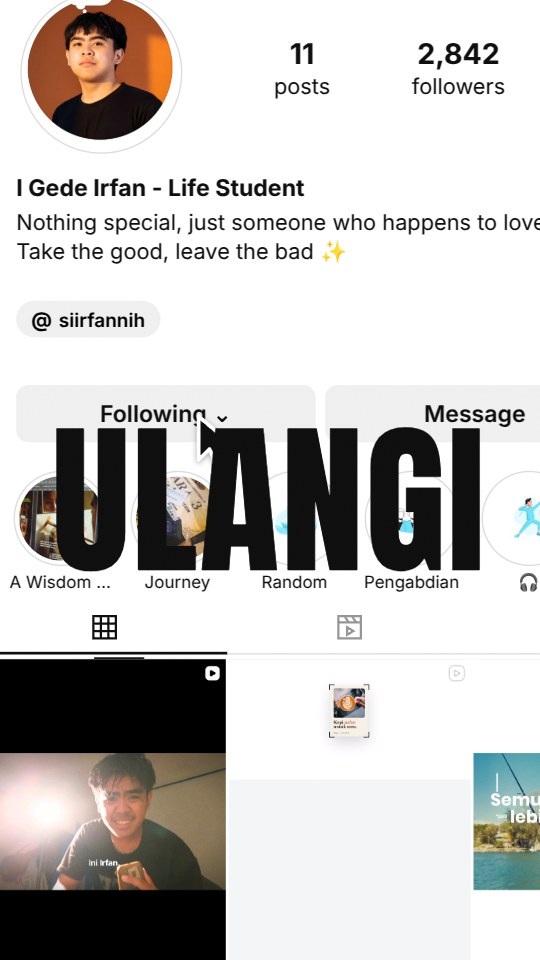 11
posts
2,842
followers
I Gede Irfan - Life Student
Nothing special, just someone who happens to love
Take the good, leave the bad ✨
@ siirfannih
Following
Message
ULANGI
A Wisdom ...
Journey
Random
Pengabdian
🎧
Ini Irfan,
Semu
lebi